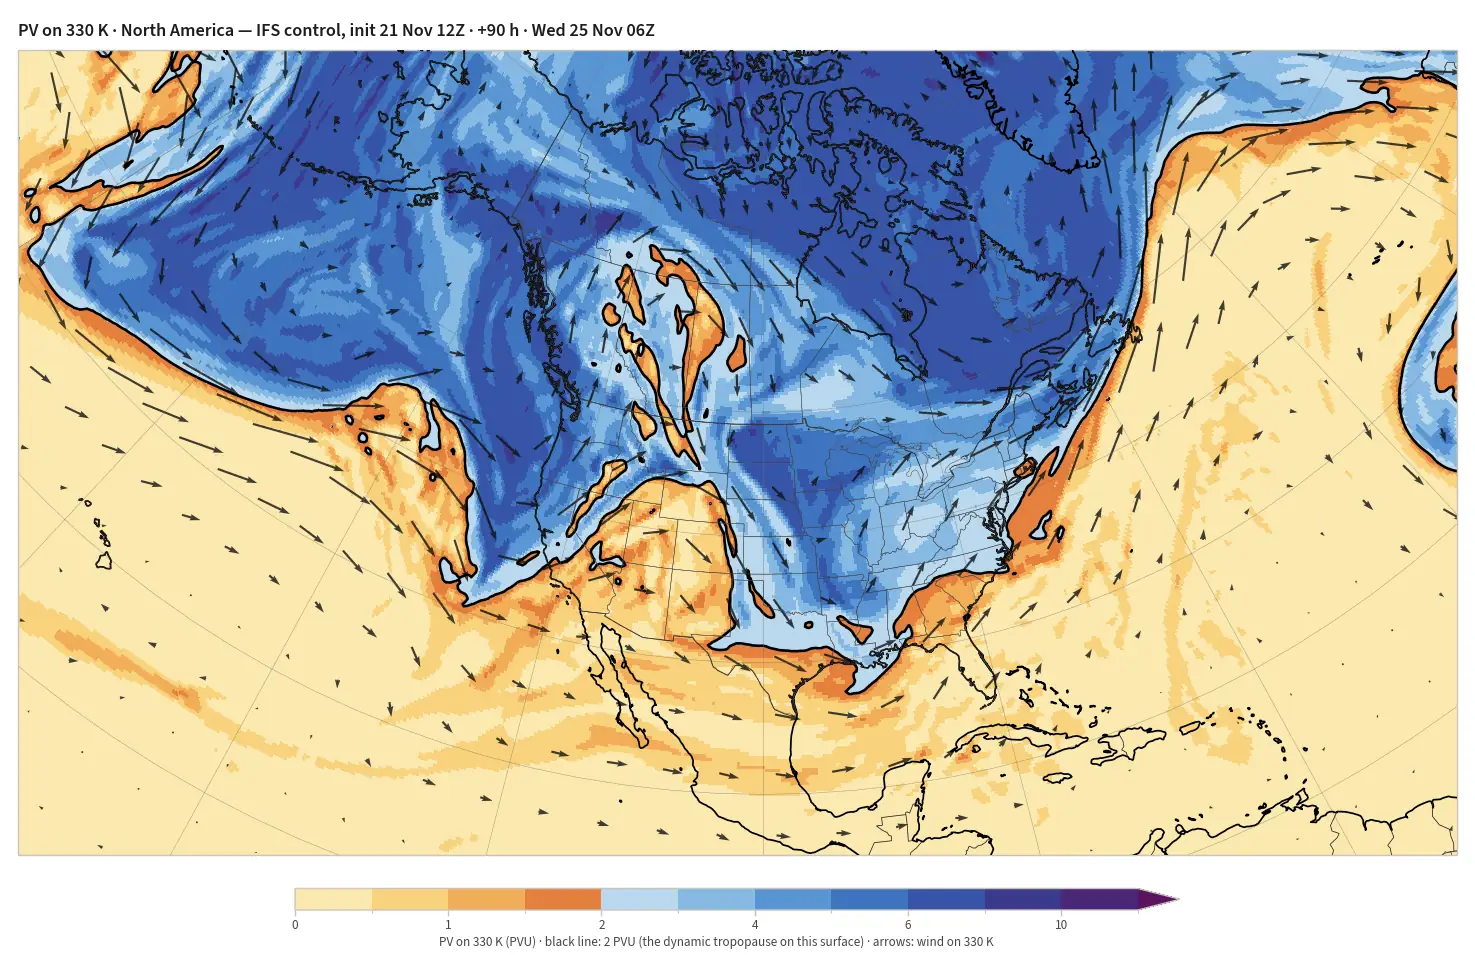 PV on 330 K · North America — IFS control, init 21 Nov 12Z · +90 h · Wed 25 Nov 06Z
0 1 2 4 6 10
PV on 330 K (PVU) · black line: 2 PVU (the dynamic tropopause on this surface) · arrows: wind on 330 K